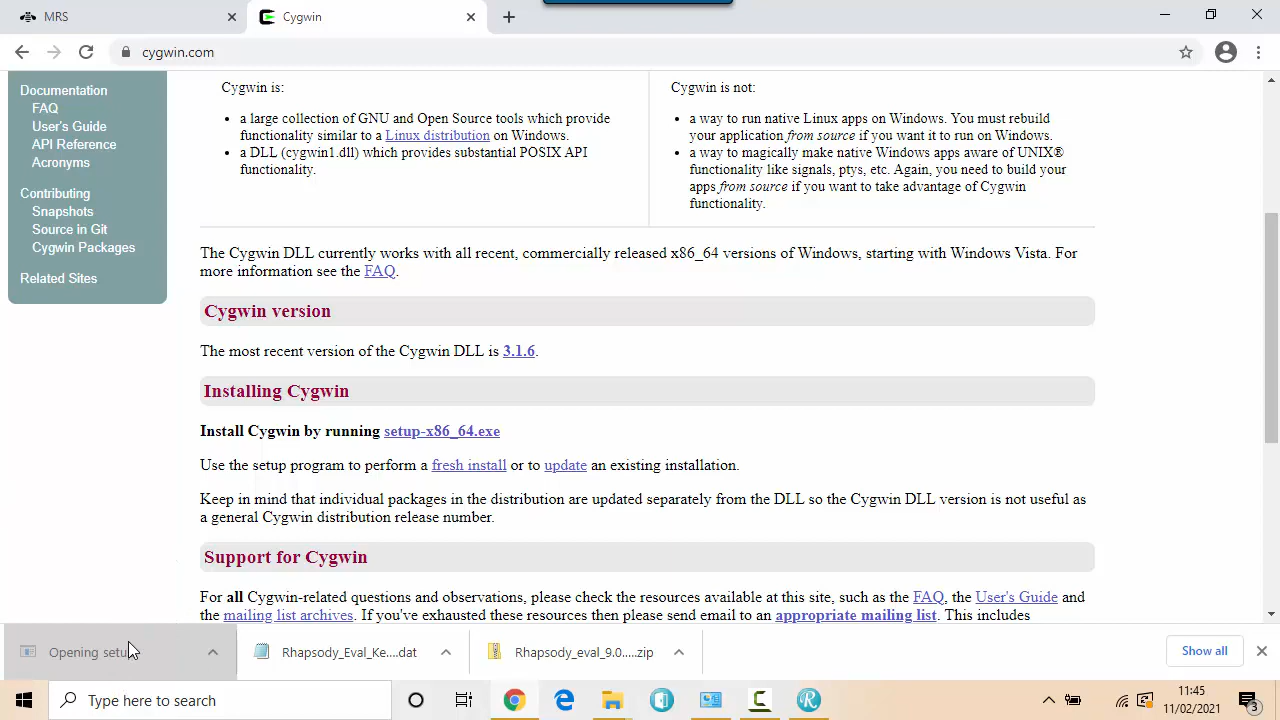 MRS
Cygwin
cygwin.com
Documentation
FAQ
User's Guide
API Reference
Acronyms
Contributing
Snapshots
Source in Git
Cygwin Packages
Related Sites
Cygwin is:
a large collection of GNU and Open Source tools which provide
functionality similar to a Linux distribution on Windows.
a DLL (cygwin1.dll) which provides substantial POSIX API
functionality.
Cygwin is not:
a way to run native Linux apps on Windows. You must rebuild
your application from source if you want it to run on Windows.
a way to magically make native Windows apps aware of UNIX®
functionality like signals, ptys, etc. Again, you need to build your
apps from source if you want to take advantage of Cygwin
functionality.
The Cygwin DLL currently works with all recent, commercially released x86_64 versions of Windows, starting with Windows Vista. For
more information see the FAQ.
Cygwin version
The most recent version of the Cygwin DLL is 3.1.6.
Installing Cygwin
Install Cygwin by running setup-x86_64.exe
Use the setup program to perform a fresh install or to update an existing installation.
Keep in mind that individual packages in the distribution are updated separately from the DLL so the Cygwin DLL version is not useful as
a general Cygwin distribution release number.
Support for Cygwin
For all Cygwin-related questions and observations, please check the resources available at this site, such as the FAQ, the User's Guide and
the mailing list archives. If you've exhausted these resources then please send email to an appropriate mailing list. This includes
Opening
Rhapsody_Eval_Ke....dat
Rhapsody_eval_9.0.....zip
Show all
Type here to search
11:45
11/02/2021
3